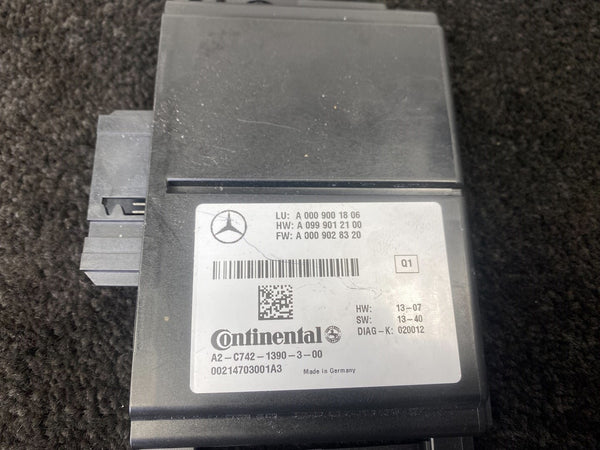 LU: A 000 900 18 06
HW: A 099 901 21 00
FW: A 000 902 83 20
Q1
HW: 13-07
SW: 13-40
DIAG-K: 020012
Continental
A2-C742-1390-3-00
00214703001A3 Made in Germany